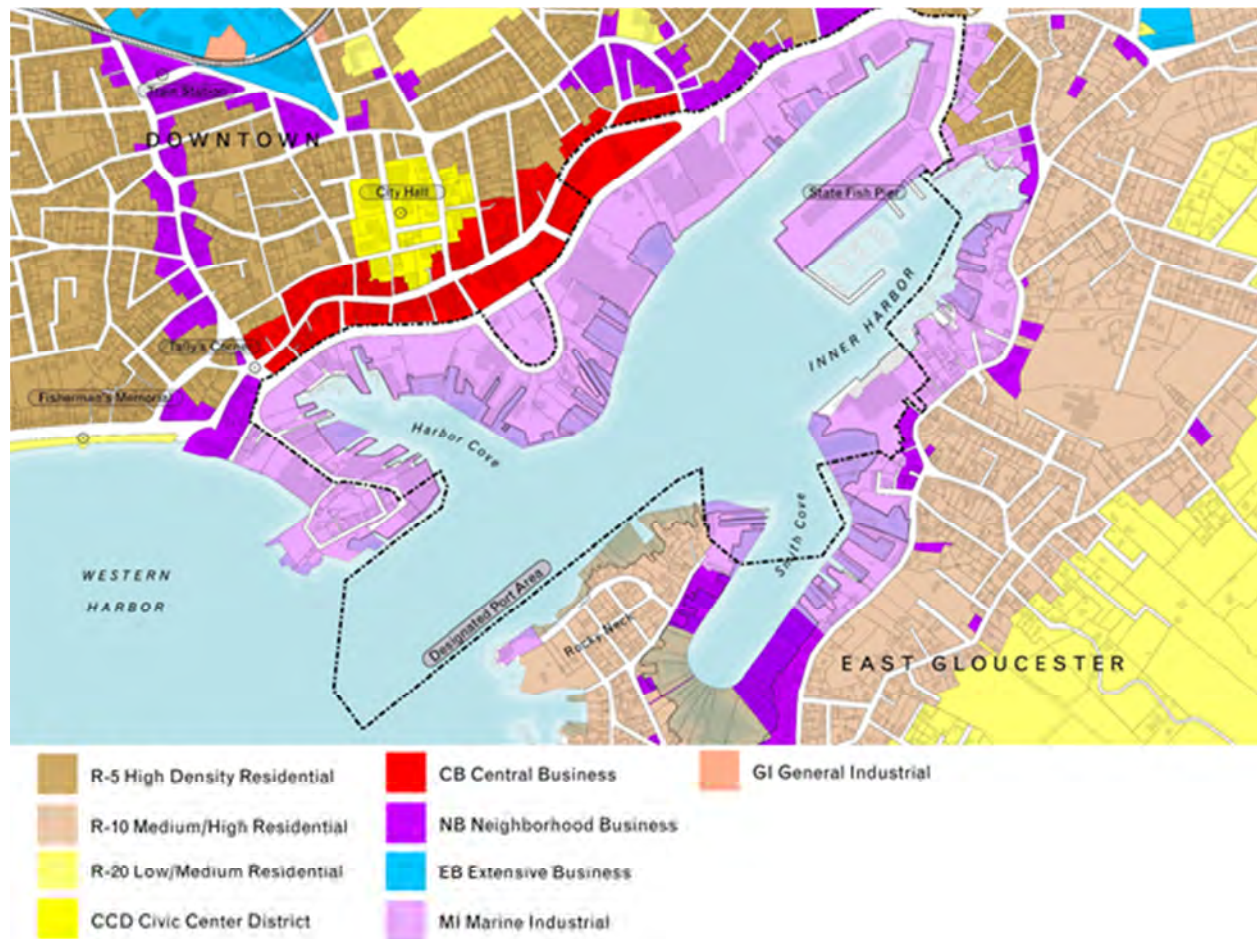 Train Station
DOWNTOWN
City Hall
State Fish Pier
INNER HARBOR
Tally's Corner
Fisherman's Memorial
Harbor Cove
Smith Cove
WESTERN
HARBOR
Designated Port Area
Rocky Neck
EAST GLOUCESTER
R-5 High Density Residential
R-10 Medium/High Residential
R-20 Low/Medium Residential
CCD Civic Center District
CB Central Business
NB Neighborhood Business
EB Extensive Business
MI Marine Industrial
GI General Industrial